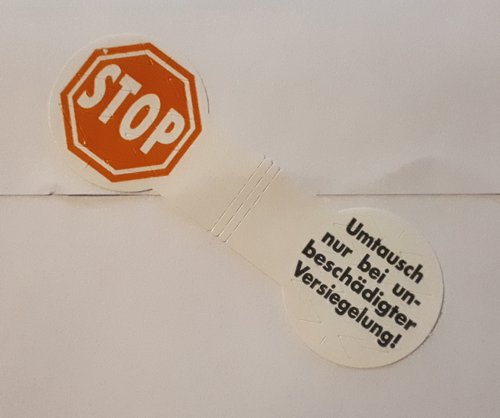 STOP
Umtausch
nur bei un-
beschädigter
Versiegelung!